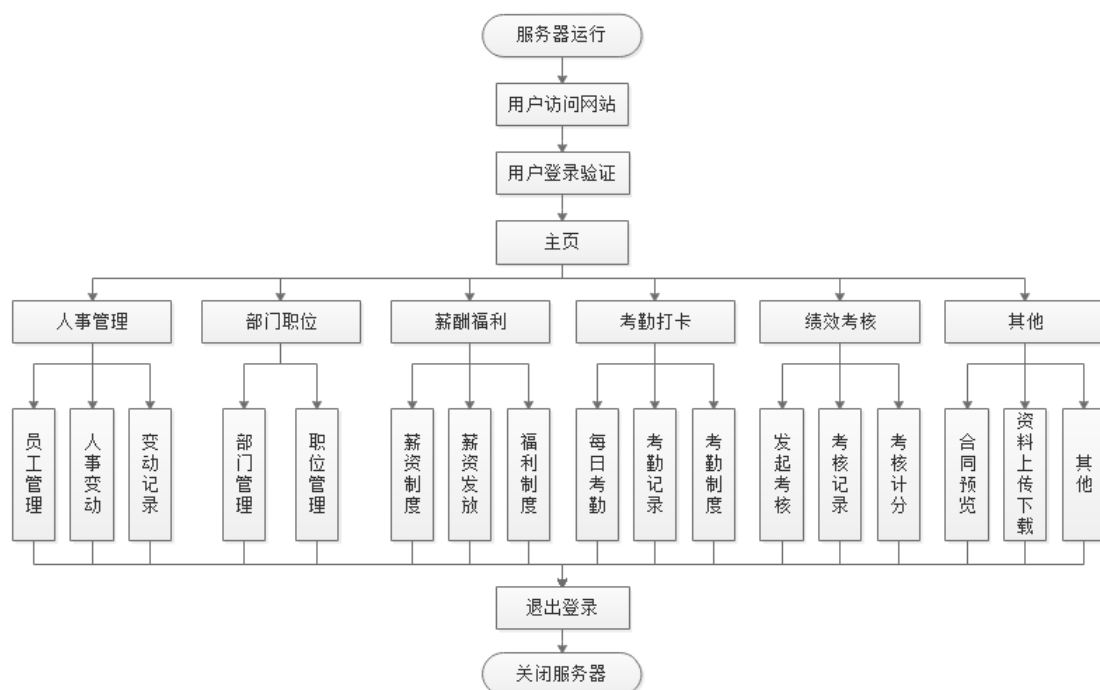 服务器运行
用户访问网站
用户登录验证
主页
人事管理
部门职位
薪酬福利
考勤打卡
绩效考核
其他
员工管理
人事变动
变动记录
部门管理
职位管理
薪资制度
薪资发放
福利制度
每日考勤
考勤记录
考勤制度
发起考核
考核记录
考核计分
合同预览
资料上传下载
其他
退出登录
关闭服务器